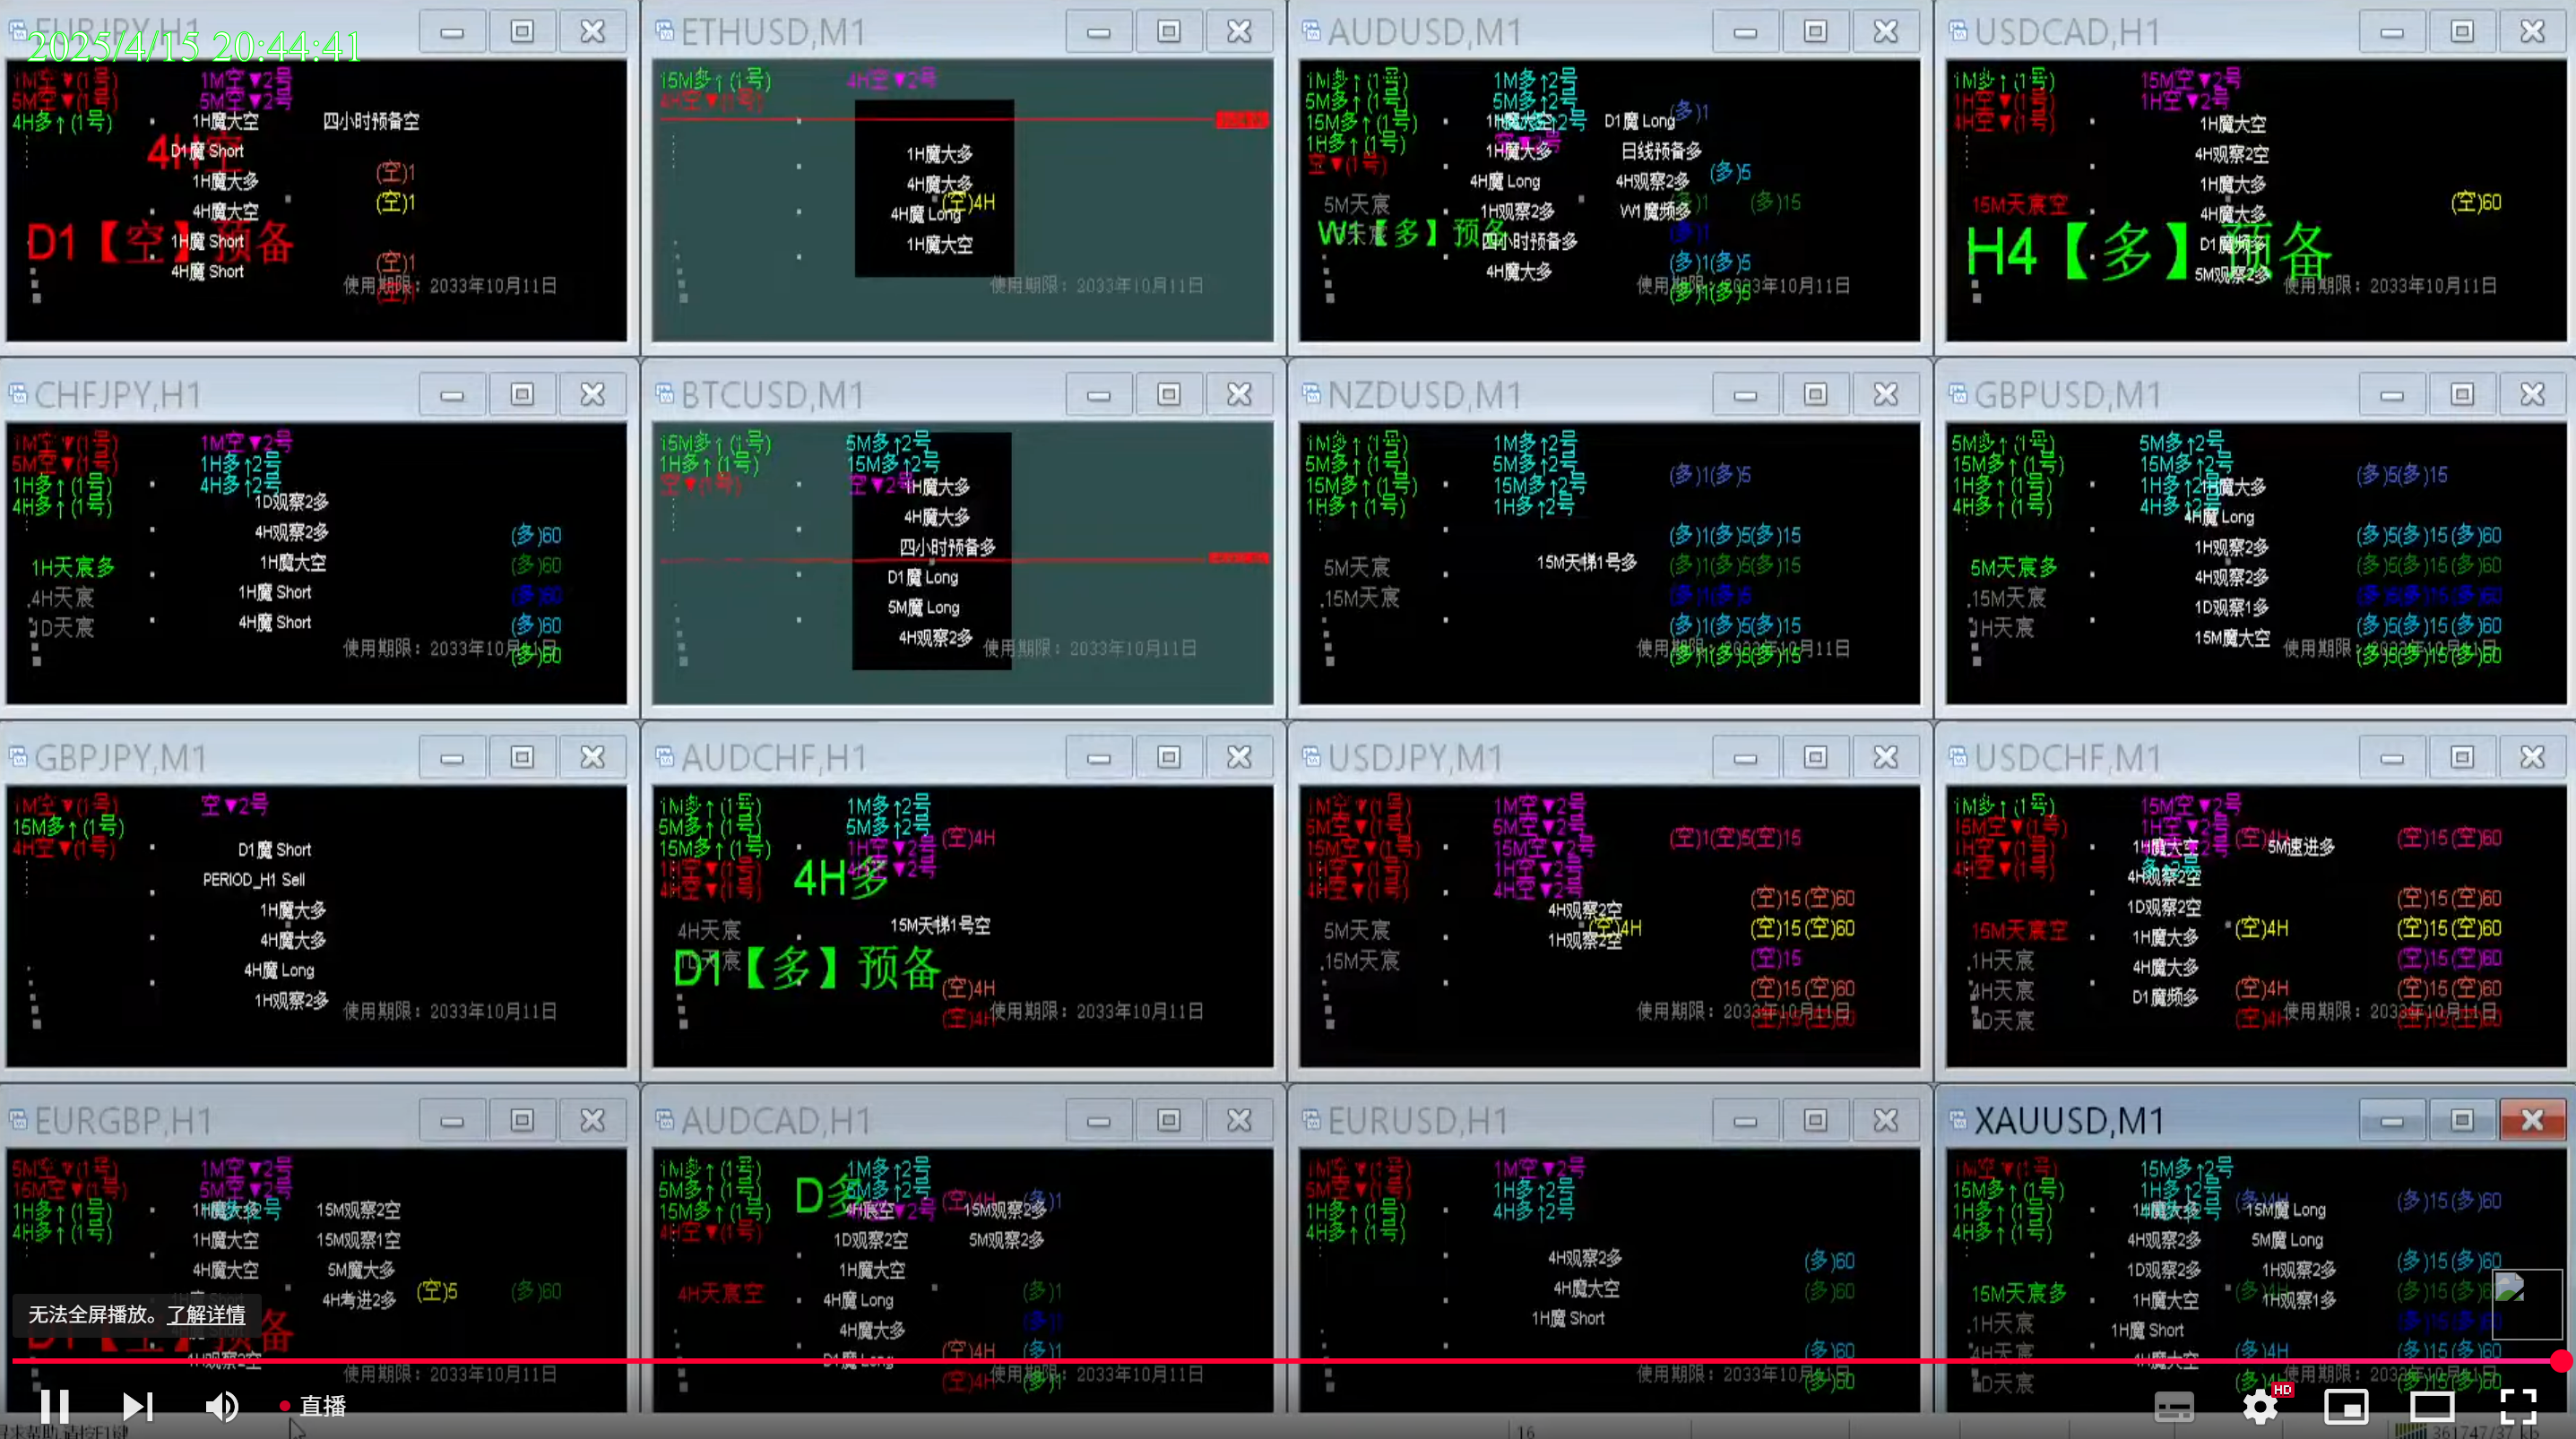 EURJPY,H1
2025/4/15 20:44:41
1M空▼(1号) 1M空▼2号
5M空▼(1号) 5M空▼2号
4H多↑(1号) 1H魔大空 四小时预备空
4H空
D1魔 Short
1H魔大多 (空)1
4H魔大空 (空)1
D1【空】预备
1H魔 Short
4H魔 Short (空)1
使用期限：2033年10月11日
ETHUSD,M1
15M多↑(1号) 4H空▼2号
4H空▼(1号)
1H魔大多
4H魔大多
(空)4H
4H魔 Long
1H魔大空
使用期限：2033年10月11日
AUDUSD,M1
1M多↑(1号) 1M多↑2号
5M多↑(1号) 5M多↑2号
15M多↑(1号) 1H魔大空 D1魔 Long (多)1
1H多↑(1号) 1H魔大多 日线预备多
空▼(1号) 4H魔 Long 4H观察2多 (多)5
5M天宸 1H观察2多 W1魔频多 (多)1 (多)15
W1【多】预备
四小时预备多
4H魔大多 (多)1(多)5
(多)1(多)5
使用期限：2033年10月11日
USDCAD,H1
1M多↑(1号) 15M空▼2号
1H空▼(1号) 1H空▼2号
4H空▼(1号) 1H魔大空
4H观察2空
1H魔大多
15M天宸空 4H魔大多 (空)60
H4【多】预备
D1魔频多
5M观察2多
使用期限：2033年10月11日
CHFJPY,H1
1M空▼(1号) 1M空▼2号
5M空▼(1号) 1H多↑2号
1H多↑(1号) 4H多↑2号
4H多↑(1号) 1D观察2多
4H观察2多 (多)60
1H天宸多 1H魔大空 (多)60
4H天宸 1H魔 Short (多)60
1D天宸 4H魔 Short (多)60
(多)60
使用期限：2033年10月11日
BTCUSD,M1
15M多↑(1号) 5M多↑2号
1H多↑(1号) 15M多↑2号
空▼(1号) 空▼2号
1H魔大多
4H魔大多
四小时预备多
D1魔 Long
5M魔 Long
4H观察2多
使用期限：2033年10月11日
NZDUSD,M1
1M多↑(1号) 1M多↑2号
5M多↑(1号) 5M多↑2号 (多)1(多)5
15M多↑(1号) 15M多↑2号
1H多↑(1号) 1H多↑2号
(多)1(多)5(多)15
5M天宸 15M天梯1号多 (多)1(多)5(多)15
15M天宸 (多)1(多)5
(多)1(多)5(多)15
(多)1(多)5(多)15
使用期限：2033年10月11日
GBPUSD,M1
5M多↑(1号) 5M多↑2号
15M多↑(1号) 15M多↑2号 (多)5(多)15
1H多↑(1号) 1H多↑2号 1H魔大多
4H多↑(1号) 4H多↑2号
4H魔 Long
1H观察2多 (多)5(多)15(多)60
5M天宸多 4H观察2多 (多)5(多)15(多)60
15M天宸 1D观察1多 (多)5(多)15(多)60
1H天宸 15M魔大空 (多)5(多)15(多)60
(多)5(多)15(多)60
使用期限：2033年10月11日
GBPJPY,M1
1M空▼(1号) 空▼2号
15M多↑(1号)
4H空▼(1号) D1魔 Short
PERIOD_H1 Sell
1H魔大多
4H魔大多
4H魔 Long
1H观察2多
使用期限：2033年10月11日
AUDCHF,H1
1M多↑(1号) 1M多↑2号
5M多↑(1号) 5M多↑2号 (空)4H
15M多↑(1号) 1H空▼2号
1H空▼(1号) 4H空▼2号
4H空▼(1号) 4H多
4H天宸 15M天梯1号空
1D天宸
D1【多】预备
(空)4H
(空)4H
使用期限：2033年10月11日
USDJPY,M1
1M空▼(1号) 1M空▼2号
5M空▼(1号) 5M空▼2号 (空)1(空)5(空)15
15M空▼(1号) 15M空▼2号
1H空▼(1号) 1H空▼2号
4H空▼(1号) 4H空▼2号
4H观察2空 (空)15(空)60
5M天宸 (空)4H (空)15(空)60
1H观察2空
15M天宸 (空)15
(空)15(空)60
(空)15(空)60
使用期限：2033年10月11日
USDCHF,M1
1M多↑(1号) 15M空▼2号
15M空▼(1号) 1H空▼2号 (空)4H (空)15(空)60
1H空▼(1号) 1H魔大空 5M速进多
4H空▼(1号) 多↑2号
4H观察2空
1D观察2空 (空)15(空)60
15M天宸空 1H魔大多 (空)4H (空)15(空)60
1H天宸 4H魔大多 (空)15(空)60
4H天宸 D1魔频多 (空)4H (空)15(空)60
1D天宸 (空)4H (空)15(空)60
使用期限：2033年10月11日
EURGBP,H1
5M空▼(1号) 1M空▼2号
15M空▼(1号) 5M空▼2号
1H多↑(1号) 1H魔大多 15M观察2空
4H多↑(1号) 1H魔大空 15M观察1空
4H魔大空 5M魔大多
4H考进2多 (空)5 (多)60
无法全屏播放。了解详情
D1【空】预备
4H观察2空
使用期限：2033年10月11日
AUDCAD,H1
1M多↑(1号) 1M多↑2号
5M多↑(1号) 5M多↑2号 (空)4H (多)1
15M多↑(1号) D多 15M观察2多
4H空▼(1号) 1D观察2空 5M观察2多
1H魔大空
4H天宸空 4H魔 Long (多)1
4H魔大多
D1魔 Long (空)4H (多)1
(空)4H (多)1
使用期限：2033年10月11日
EURUSD,H1
1M空▼(1号) 1M空▼2号
5M空▼(1号) 1H多↑2号
1H多↑(1号) 4H多↑2号
4H多↑(1号)
4H观察2多 (多)60
4H魔大空 (多)60
1H魔 Short
(多)60
(多)60
使用期限：2033年10月11日
XAUUSD,M1
1M空▼(1号) 15M多↑2号
15M多↑(1号) 1H多↑2号 (多)4H (多)15(多)60
1H多↑(1号) 15M魔 Long
4H多↑(1号) 4H观察2多 5M魔 Long
1D观察2多 1H观察2多 (多)15(多)60
15M天宸多 1H魔大空 1H观察1多
1H天宸 1H魔 Short (多)15(多)60
4H天宸 4H魔大空 (多)4H (多)15(多)60
1D天宸 (多)15(多)60
使用期限：2033年10月11日
直播
HD
16
361747/37 kb